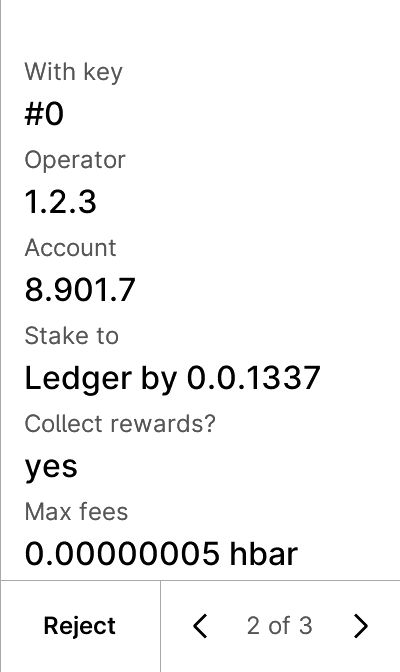 With key
#0
Operator
1.2.3
Account
8.901.7
Stake to
Ledger by 0.0.1337
Collect rewards?
yes
Max fees
0.00000005 hbar
Reject
2 of 3